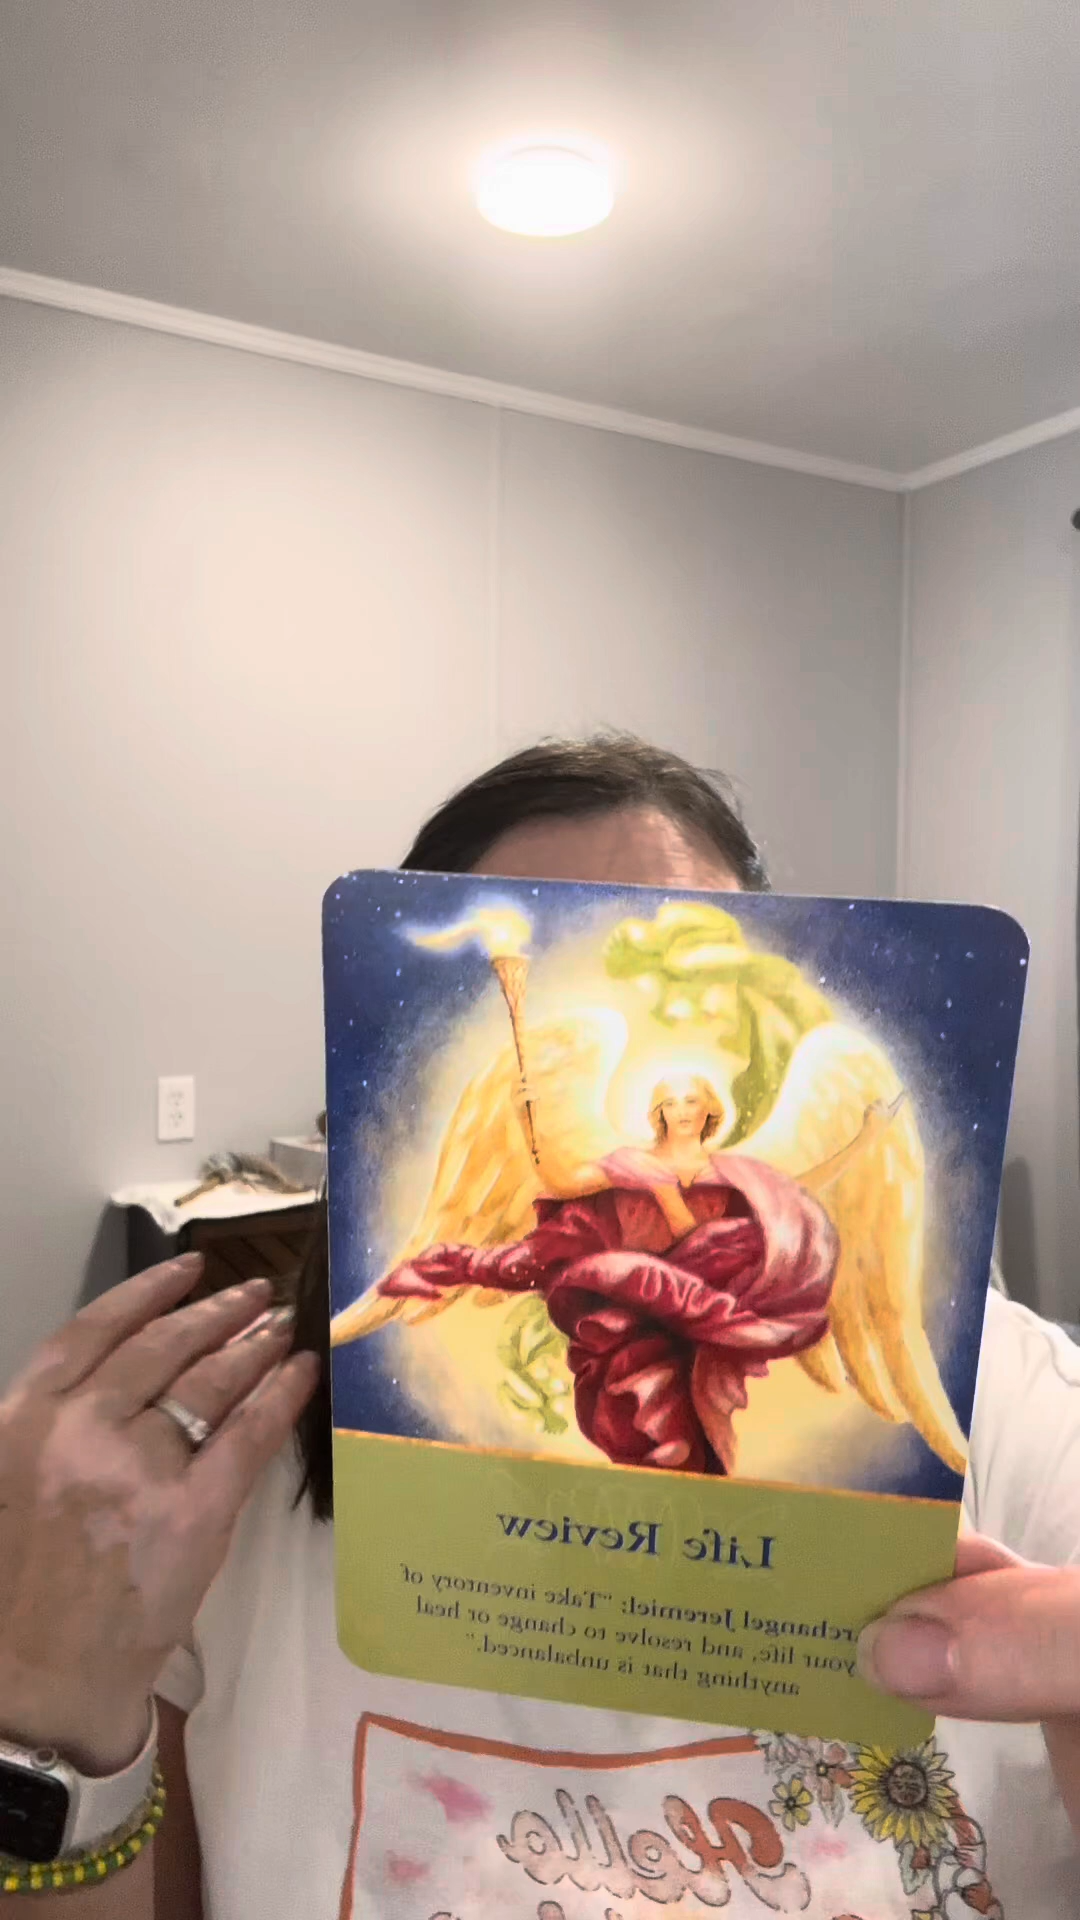 Life Review
Archangel Jeremiel: "Take inventory of
your life, and resolve to change or heal
anything that is unbalanced."
Hello